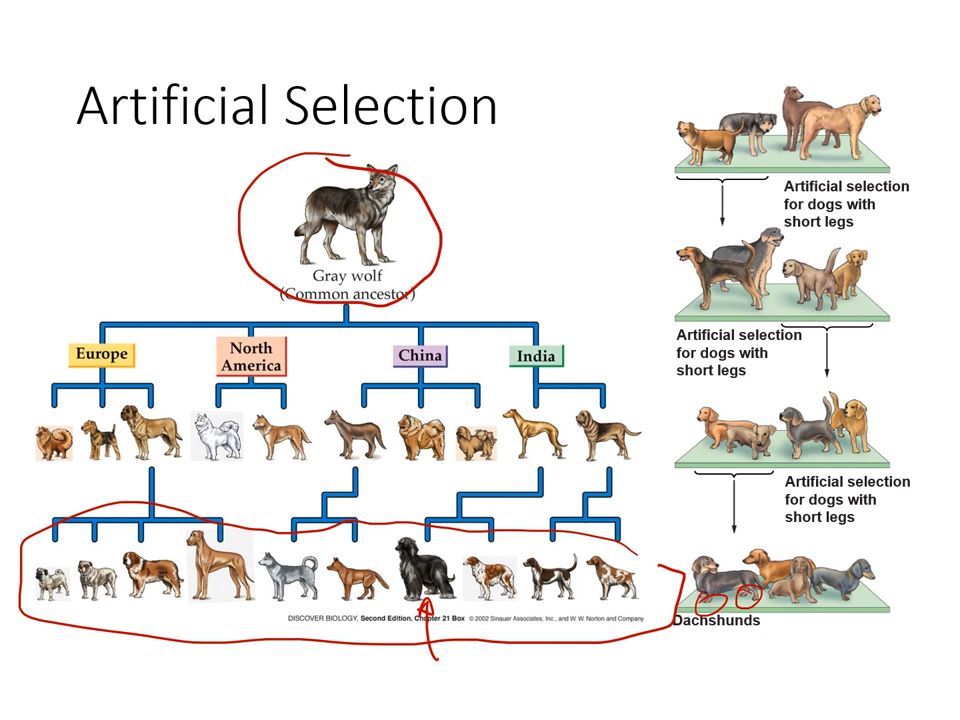 Artificial Selection
Gray wolf
(Common ancestor)
Europe
North
America
China
India
DISCOVER BIOLOGY, Second Edition, Chapter 21 Box © 2002 Sinauer Associates, Inc., and W. W. Norton and Company
Artificial selection
for dogs with
short legs
Artificial selection
for dogs with
short legs
Artificial selection
for dogs with
short legs
Dachshunds